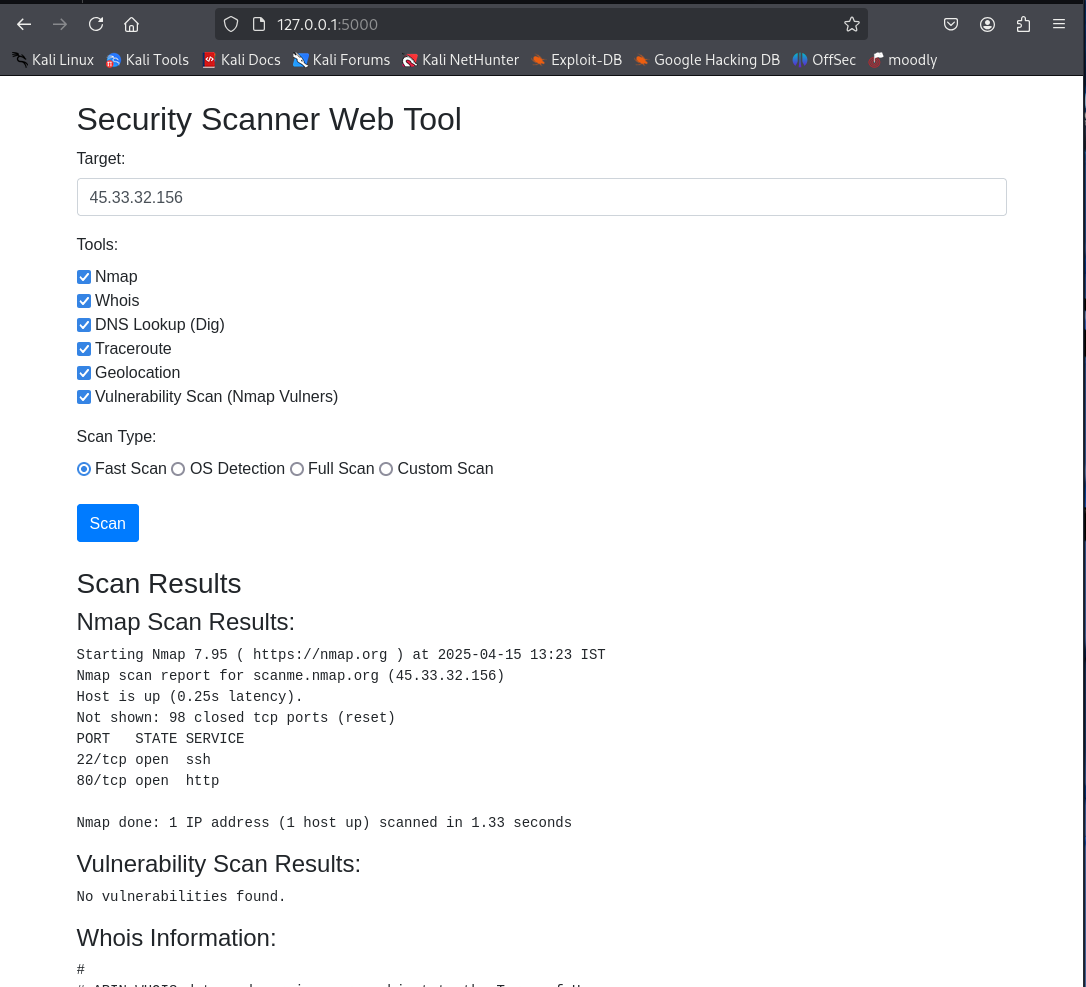 127.0.0.1:5000
Kali Linux Kali Tools Kali Docs Kali Forums Kali NetHunter Exploit-DB Google Hacking DB OffSec moodly
Security Scanner Web Tool
Target:
45.33.32.156
Tools:
Nmap
Whois
DNS Lookup (Dig)
Traceroute
Geolocation
Vulnerability Scan (Nmap Vulners)
Scan Type:
Fast Scan OS Detection Full Scan Custom Scan
Scan
Scan Results
Nmap Scan Results:
Starting Nmap 7.95 ( https://nmap.org ) at 2025-04-15 13:23 IST
Nmap scan report for scanme.nmap.org (45.33.32.156)
Host is up (0.25s latency).
Not shown: 98 closed tcp ports (reset)
PORT   STATE SERVICE
22/tcp open  ssh
80/tcp open  http
Nmap done: 1 IP address (1 host up) scanned in 1.33 seconds
Vulnerability Scan Results:
No vulnerabilities found.
Whois Information:
#